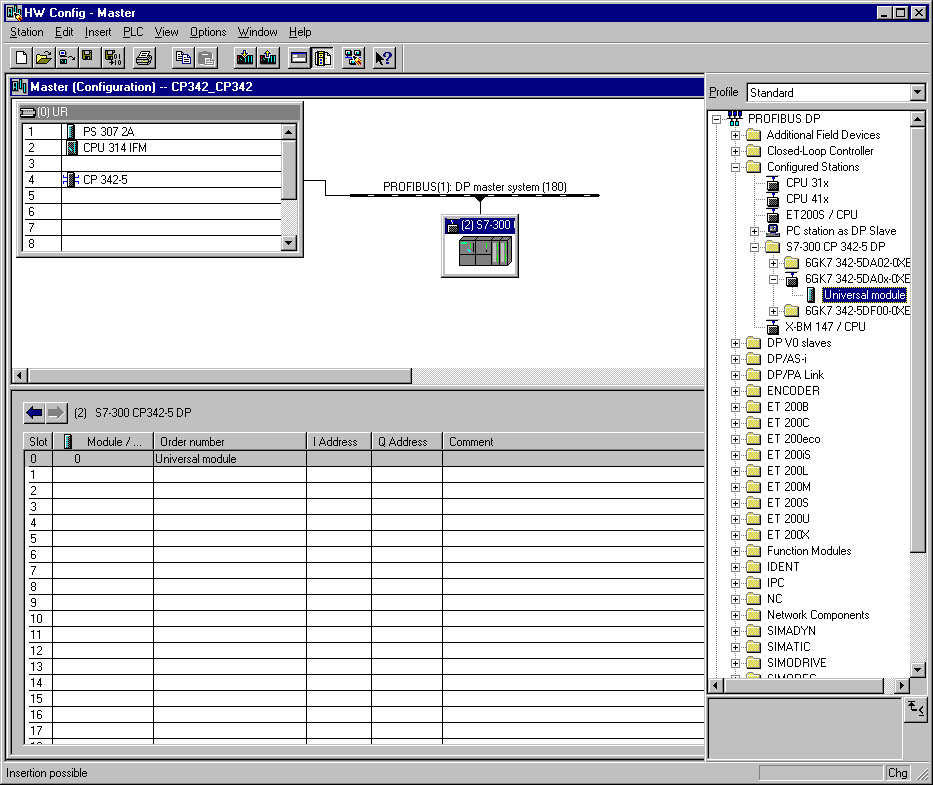 HW Config - Master
Station Edit Insert PLC View Options Window Help
Master (Configuration) -- CP342_CP342
(0) UR
1 PS 307 2A
2 CPU 314 IFM
3
4 CP 342-5
5
6
7
8
PROFIBUS(1): DP master system (180)
(2) S7-300
Profile Standard
PROFIBUS DP
Additional Field Devices
Closed-Loop Controller
Configured Stations
CPU 31x
CPU 41x
ET200S / CPU
PC station as DP Slave
S7-300 CP 342-5 DP
6GK7 342-5DA02-0XE
6GK7 342-5DA0x-0XE
Universal module
6GK7 342-5DF00-0XE
X-BM 147 / CPU
DP V0 slaves
DP/AS-i
DP/PA Link
ENCODER
ET 200B
ET 200C
ET 200eco
ET 200iS
ET 200L
ET 200M
ET 200S
ET 200U
ET 200X
Function Modules
IDENT
IPC
NC
Network Components
SIMADYN
SIMATIC
SIMODRIVE
SIMOREG
(2) S7-300 CP342-5 DP
Slot Module / ... Order number I Address Q Address Comment
0 0 Universal module
1
2
3
4
5
6
7
8
9
10
11
12
13
14
15
16
17
18
Insertion possible
Chg